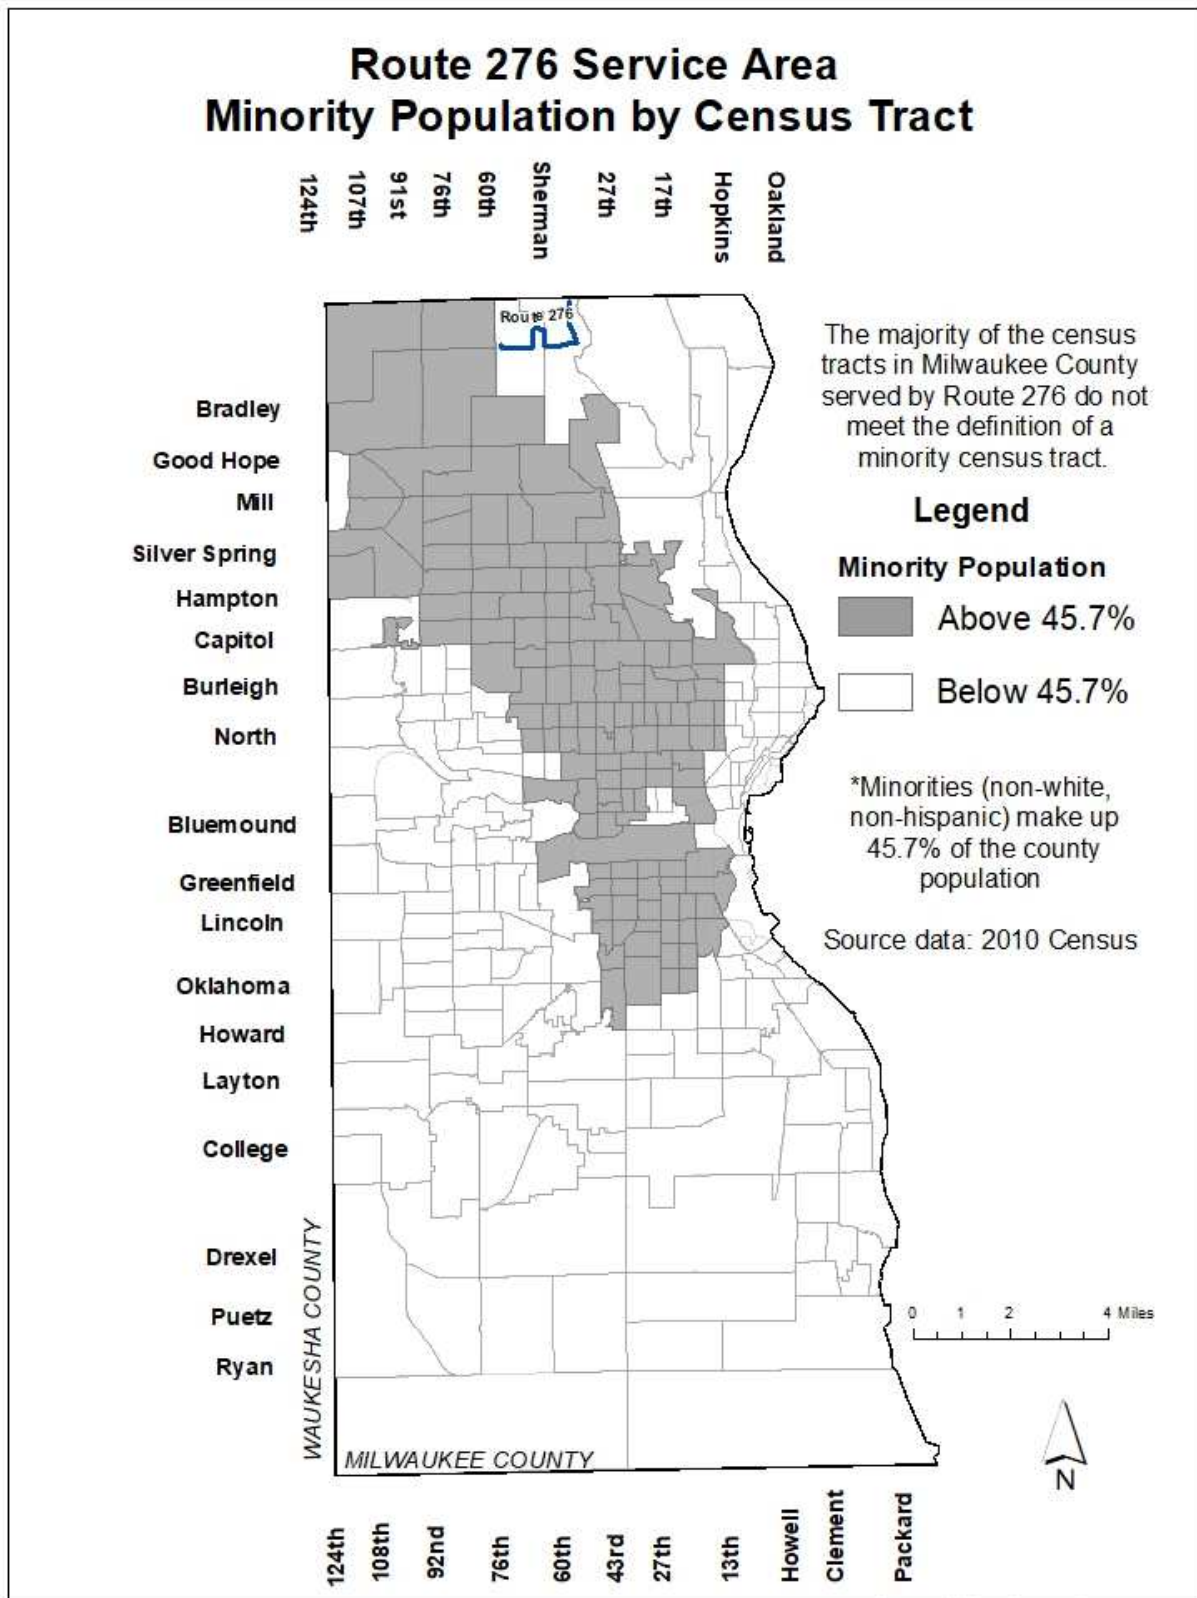 Route 276 Service Area
Minority Population by Census Tract
124th
107th
91st
76th
60th
Sherman
27th
17th
Hopkins
Oakland
Route 276
The majority of the census
tracts in Milwaukee County
served by Route 276 do not
meet the definition of a
minority census tract.
Legend
Minority Population
Above 45.7%
Below 45.7%
*Minorities (non-white,
non-hispanic) make up
45.7% of the county
population
Source data: 2010 Census
Bradley
Good Hope
Mill
Silver Spring
Hampton
Capitol
Burleigh
North
Bluemound
Greenfield
Lincoln
Oklahoma
Howard
Layton
College
Drexel
Puetz
Ryan
WAUKESHA COUNTY
MILWAUKEE COUNTY
0 1 2 4 Miles
N
124th
108th
92nd
76th
60th
43rd
27th
13th
Howell
Clement
Packard